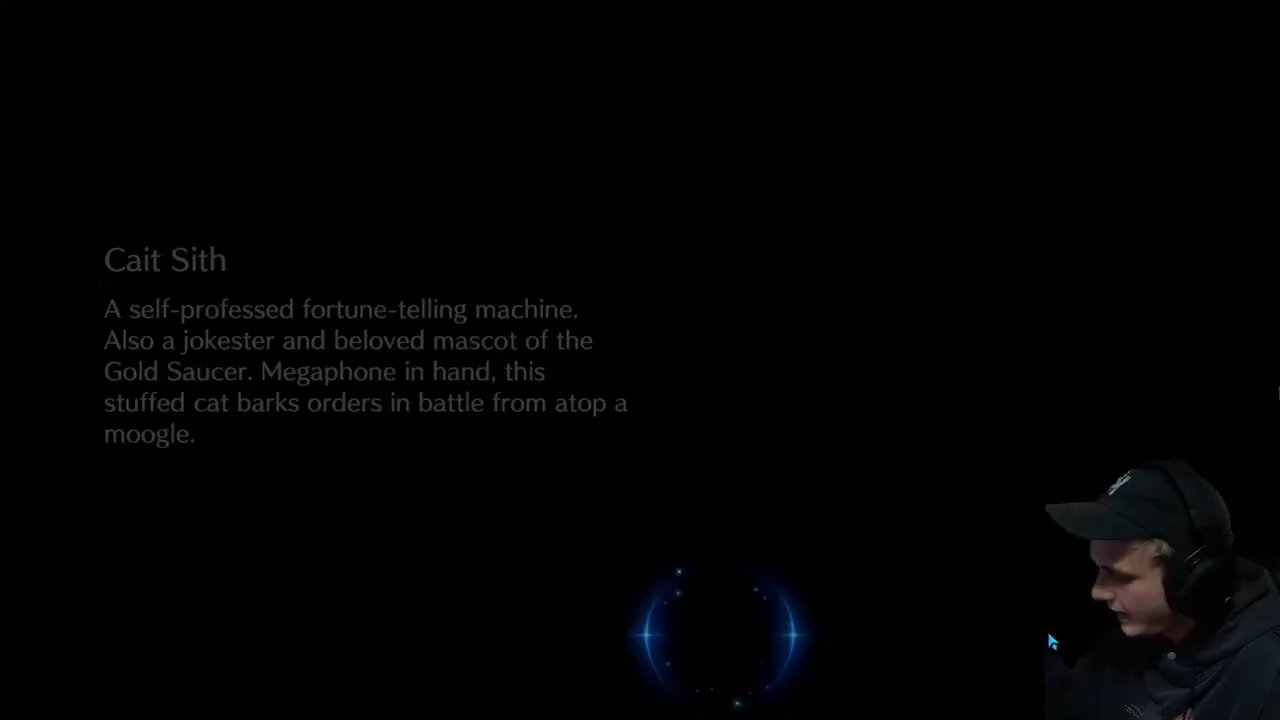 Cait Sith
A self-professed fortune-telling machine.
Also a jokester and beloved mascot of the
Gold Saucer. Megaphone in hand, this
stuffed cat barks orders in battle from atop a
moogle.